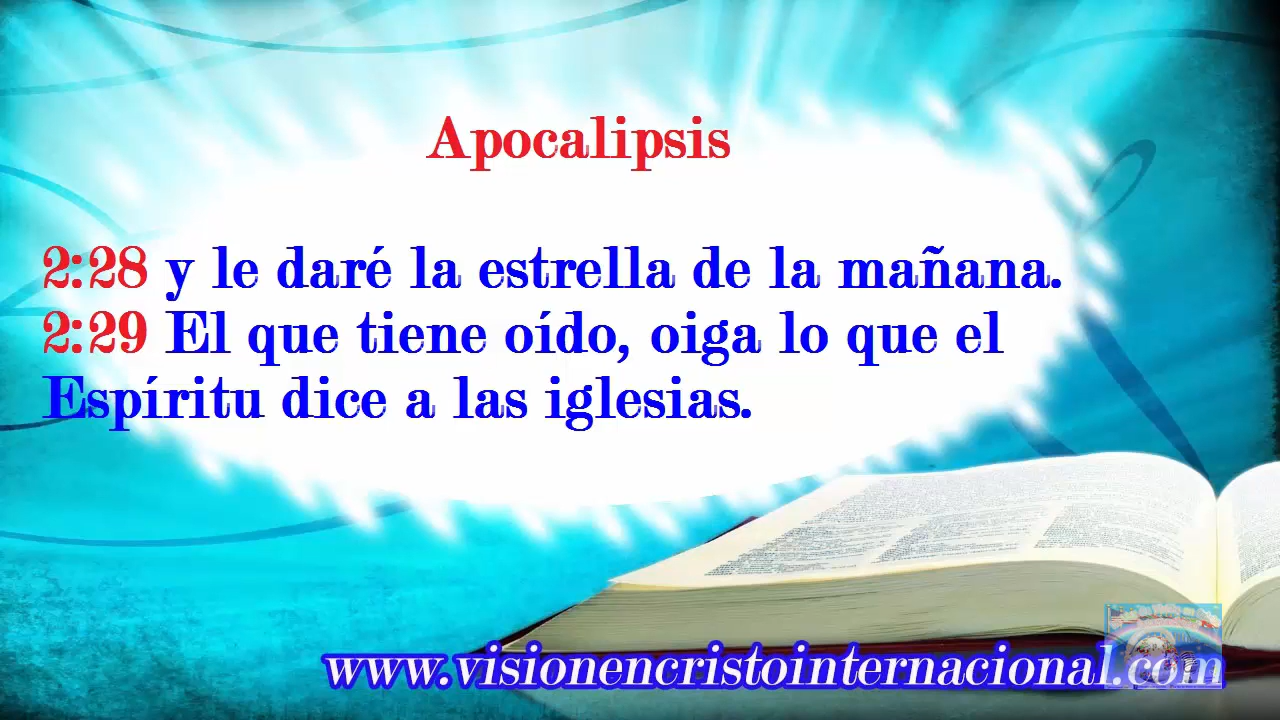 Apocalipsis
2:28 y le daré la estrella de la mañana.
2:29 El que tiene oído, oiga lo que el
Espíritu dice a las iglesias.
www.visionencristointernacional.com